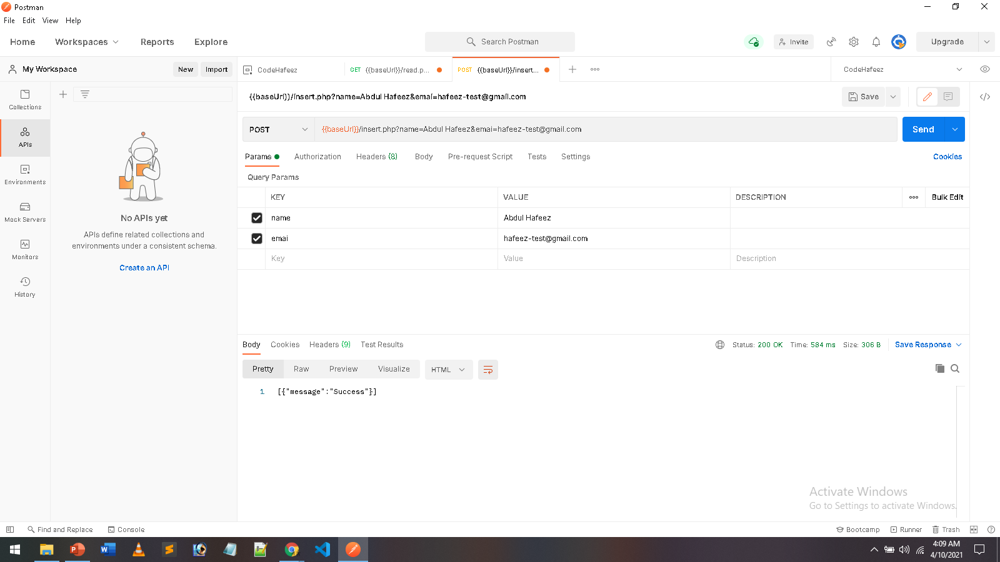 Postman
File Edit View Help
Home Workspaces Reports Explore Search Postman Invite Upgrade
My Workspace New Import CodeHafeez GET {{baseUrl}}/read.p... POST {{baseUrl}}/insert... CodeHafeez
{{baseUrl}}/insert.php?name=Abdul Hafeez&emai=hafeez-test@gmail.com Save
POST {{baseUrl}}/insert.php?name=Abdul Hafeez&emai=hafeez-test@gmail.com Send
Params Authorization Headers (8) Body Pre-request Script Tests Settings Cookies
Query Params
KEY VALUE DESCRIPTION Bulk Edit
name Abdul Hafeez
emai hafeez-test@gmail.com
Key Value Description
Collections
APIs
Environments
Mock Servers
Monitors
History
No APIs yet
APIs define related collections and
environments under a consistent schema.
Create an API
Body Cookies Headers (9) Test Results Status: 200 OK Time: 584 ms Size: 306 B Save Response
Pretty Raw Preview Visualize HTML
1 [{"message":"Success"}]
Activate Windows
Go to Settings to activate Windows.
Find and Replace Console Bootcamp Runner Trash
4:09 AM
4/10/2021